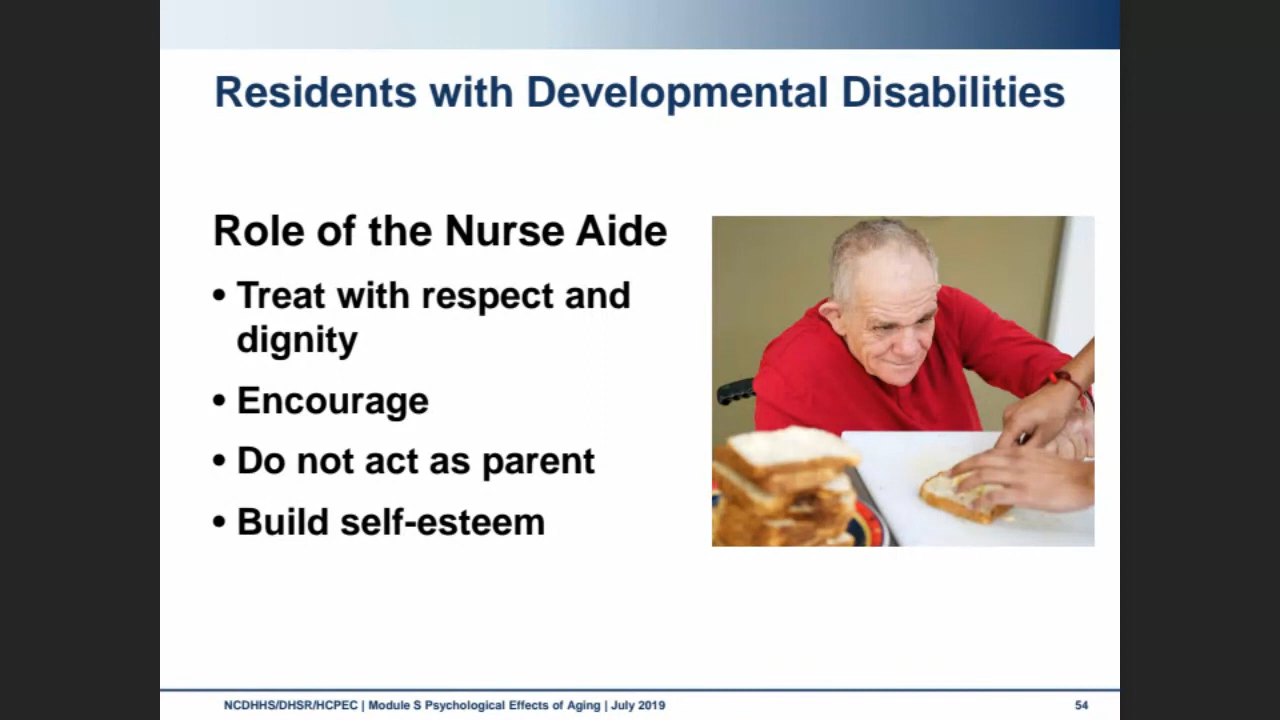 Residents with Developmental Disabilities
Role of the Nurse Aide
• Treat with respect and
dignity
• Encourage
• Do not act as parent
• Build self-esteem
NCDHHS/DHSR/HCPEC | Module S Psychological Effects of Aging | July 2019
54